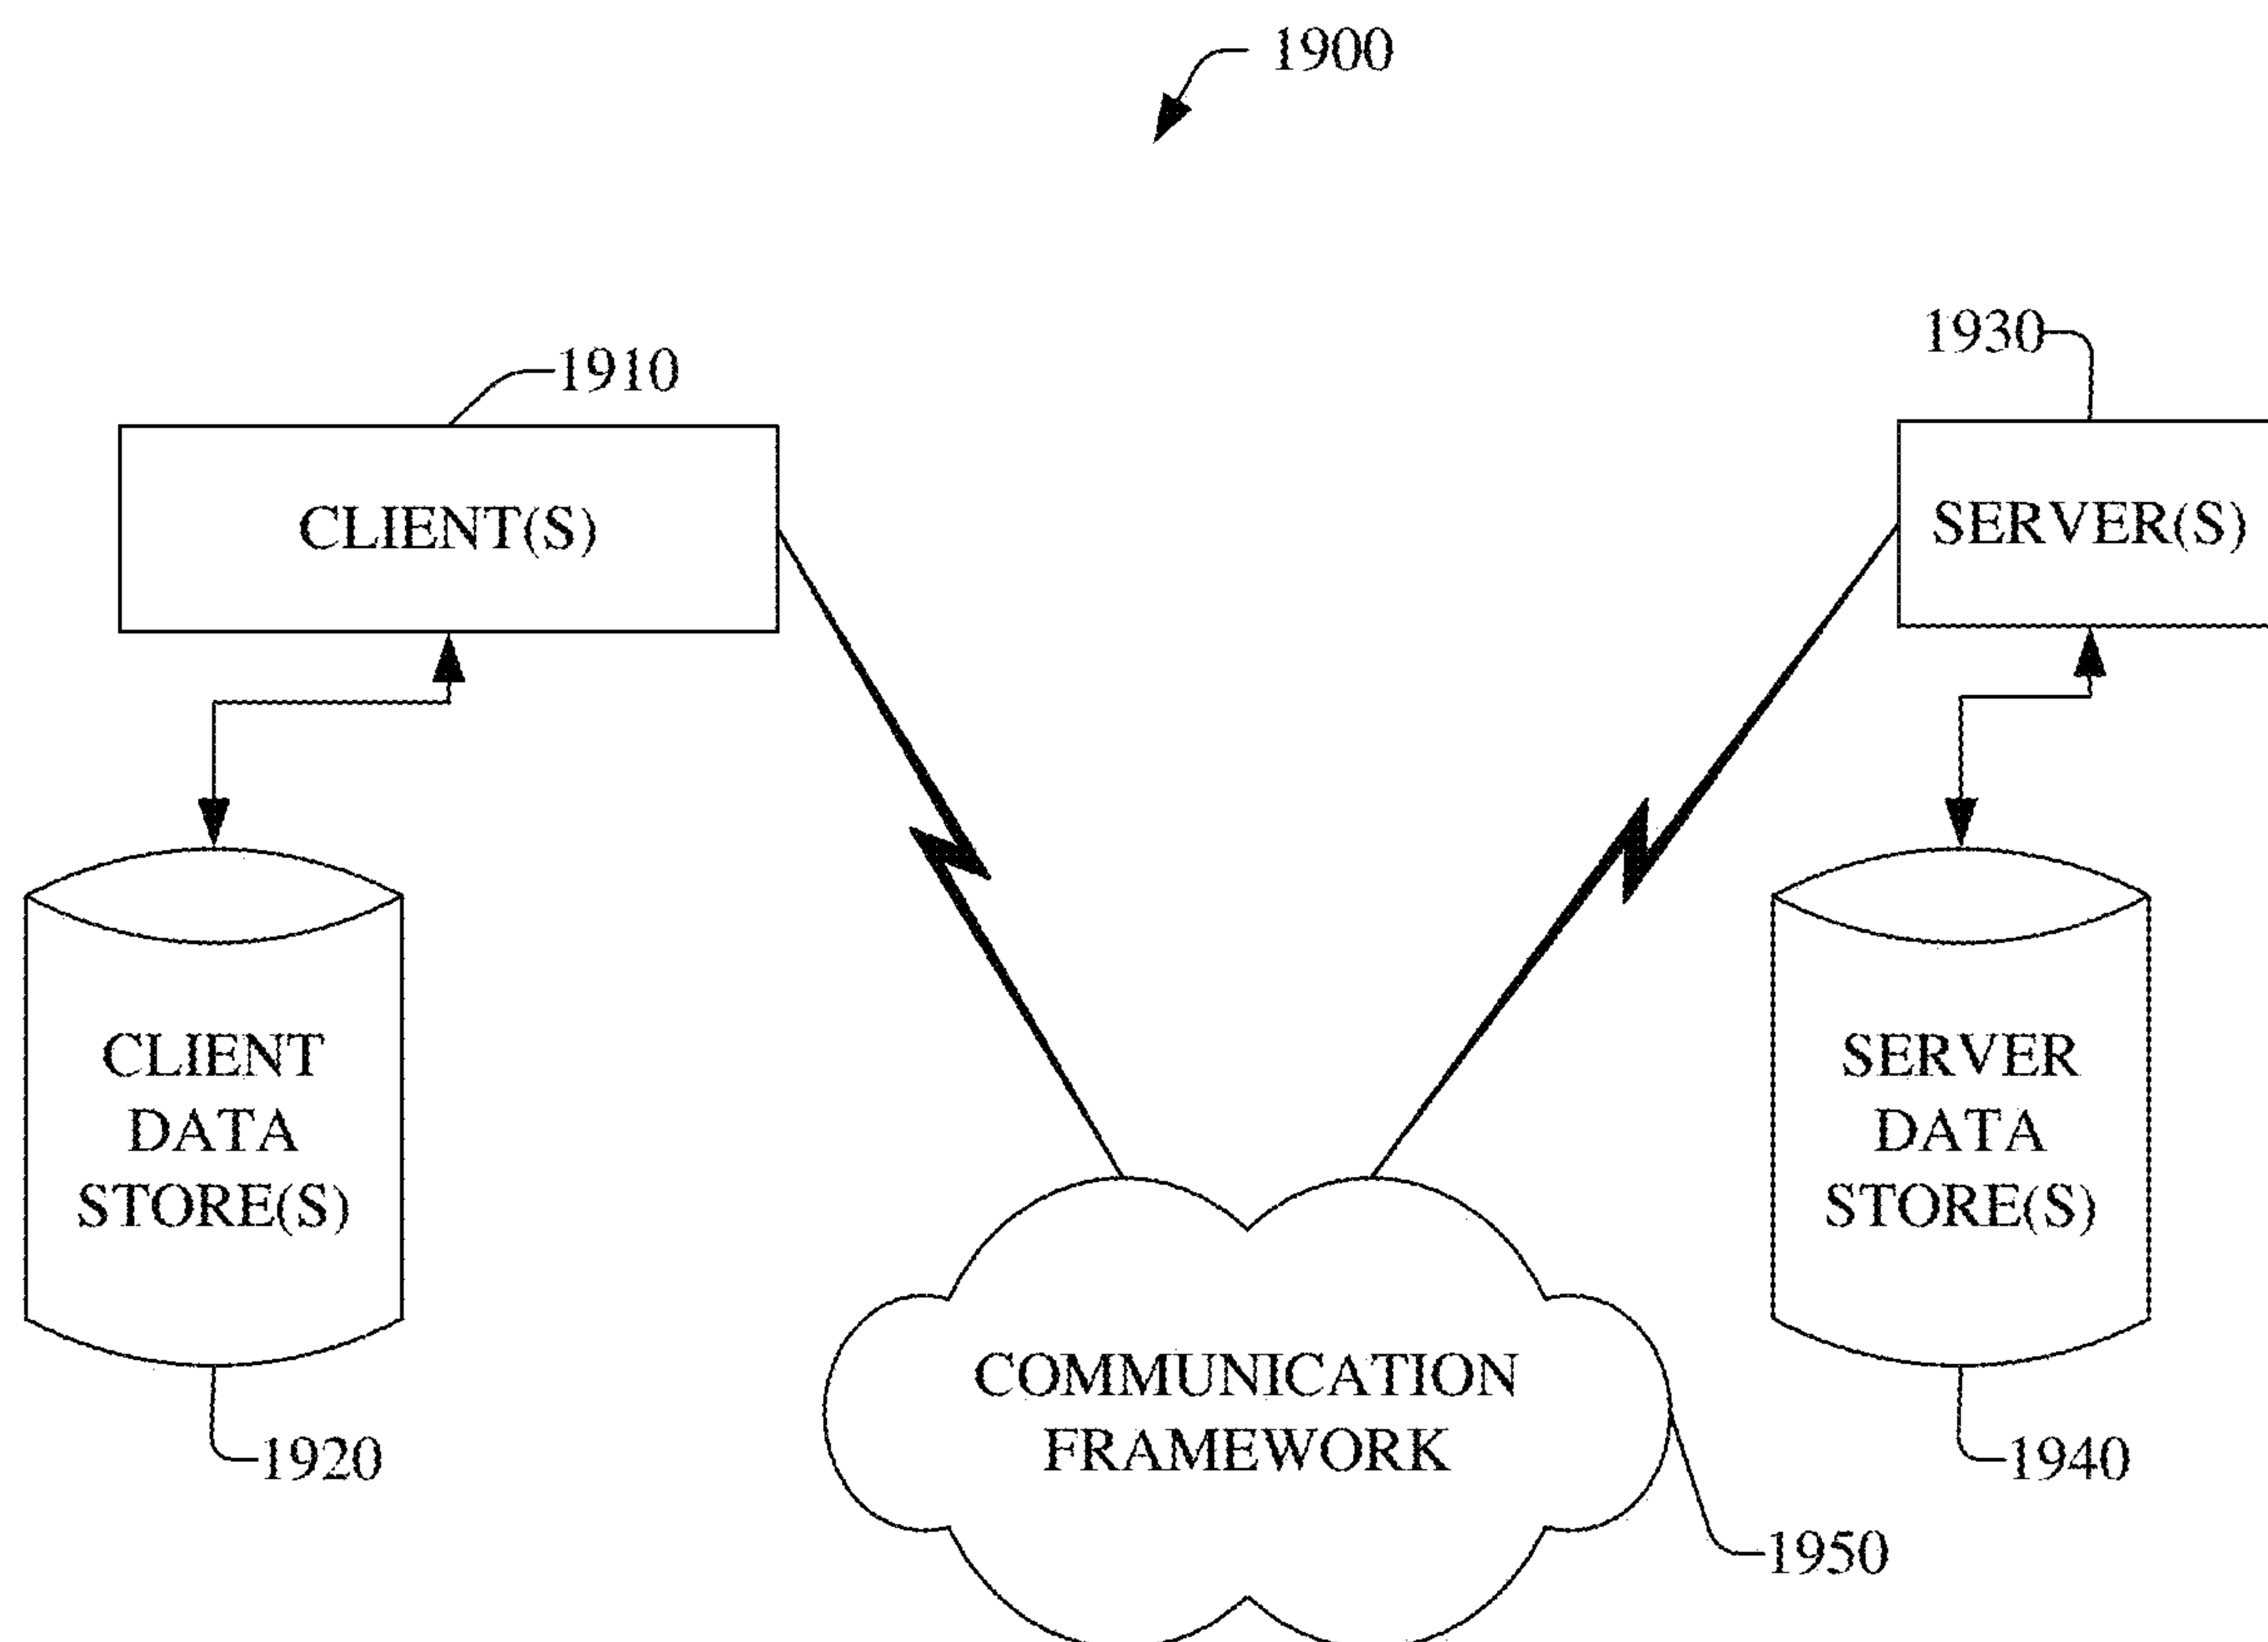 1900
1910
1930
CLIENT(S)
SERVER(S)
CLIENT
DATA
STORE(S)
SERVER
DATA
STORE(S)
COMMUNICATION
FRAMEWORK
1920
1940
1950